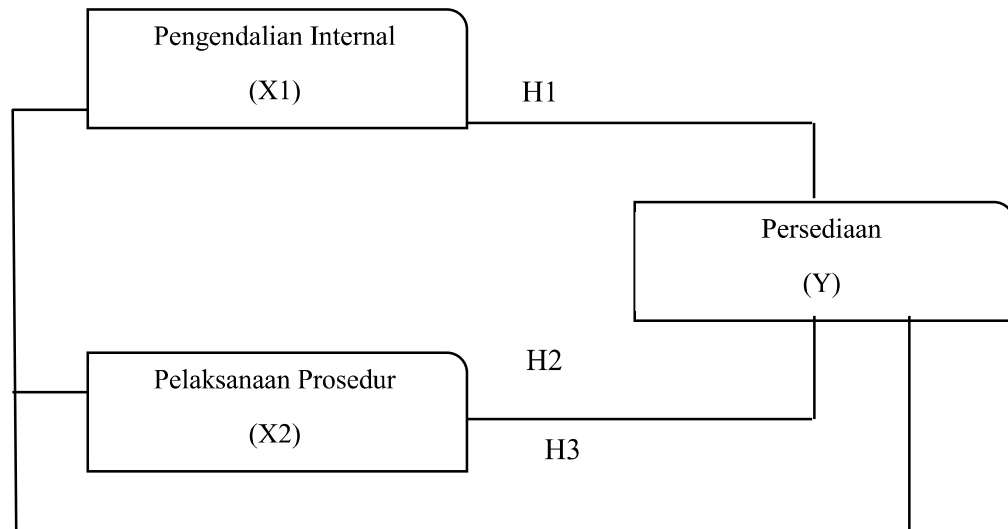 Pengendalian Internal
(X1)
H1
Persediaan
(Y)
H2
Pelaksanaan Prosedur
(X2)
H3